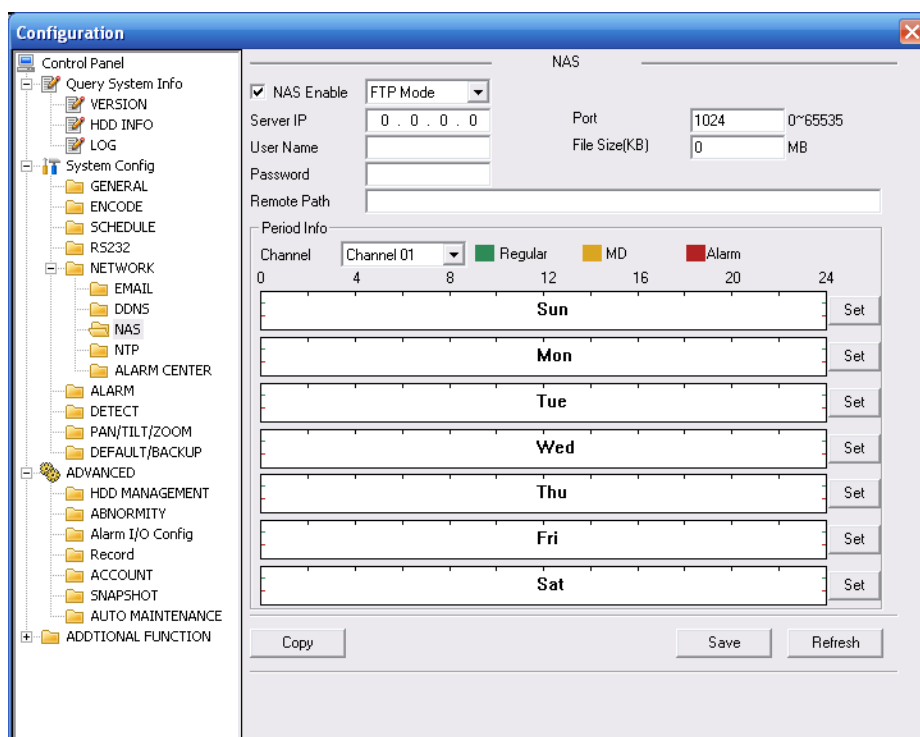 Configuration
Control Panel
Query System Info
VERSION
HDD INFO
LOG
System Config
GENERAL
ENCODE
SCHEDULE
RS232
NETWORK
EMAIL
DDNS
NAS
NTP
ALARM CENTER
ALARM
DETECT
PAN/TILT/ZOOM
DEFAULT/BACKUP
ADVANCED
HDD MANAGEMENT
ABNORMITY
Alarm I/O Config
Record
ACCOUNT
SNAPSHOT
AUTO MAINTENANCE
ADDTIONAL FUNCTION
NAS
NAS Enable FTP Mode
Server IP 0 . 0 . 0 . 0 Port 1024 0~65535
User Name File Size(KB) 0 MB
Password
Remote Path
Period Info
Channel Channel 01 Regular MD Alarm
0 4 8 12 16 20 24
Sun Set
Mon Set
Tue Set
Wed Set
Thu Set
Fri Set
Sat Set
Copy Save Refresh